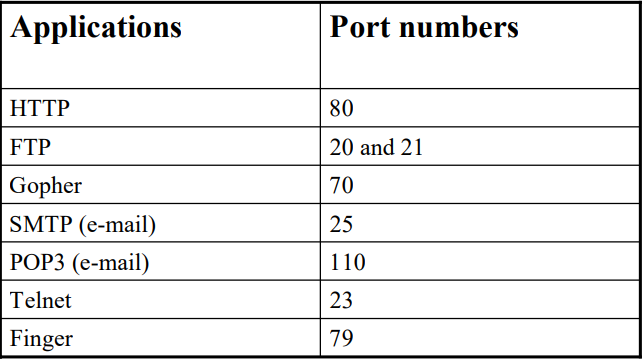 Applications Port numbers
HTTP 80
FTP 20 and 21
Gopher 70
SMTP (e-mail) 25
POP3 (e-mail) 110
Telnet 23
Finger 79